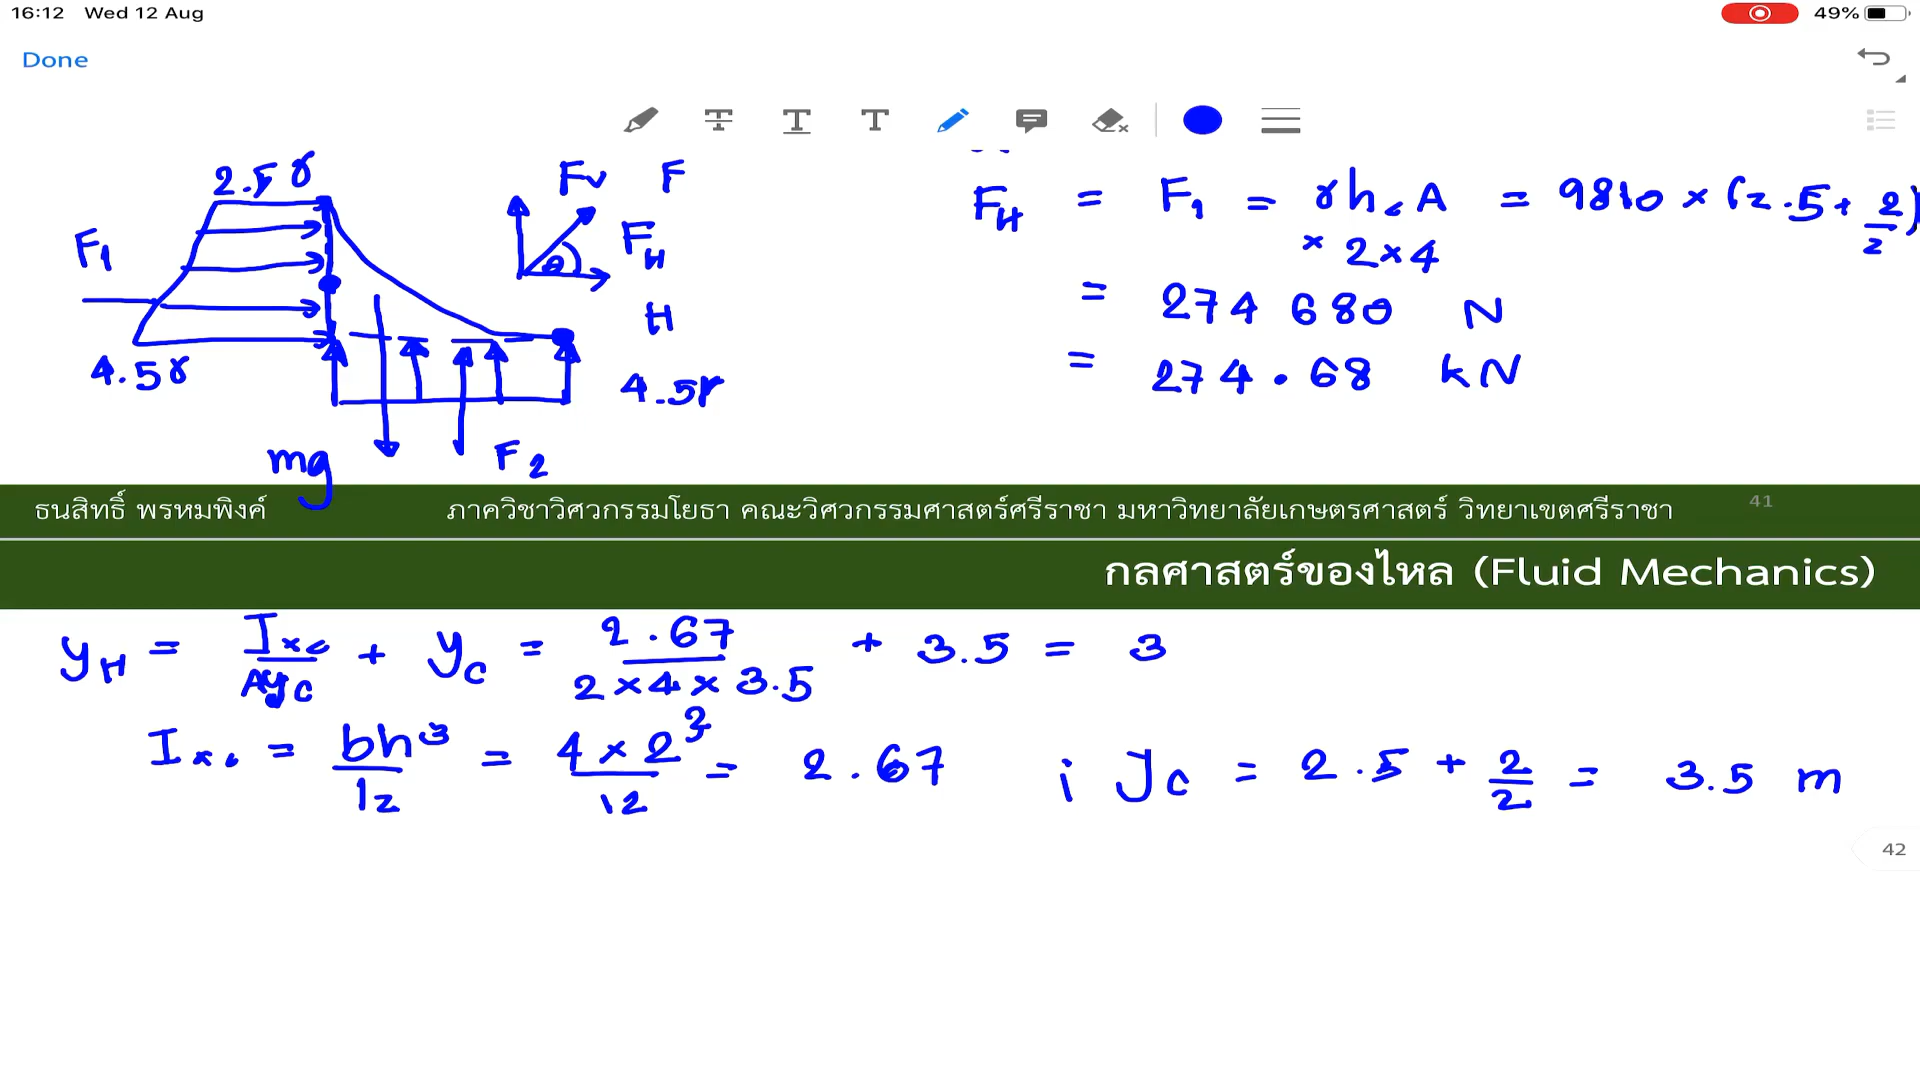 16:12 Wed 12 Aug
49%
Done
2.5γ
Fv F
F1
θ
FH
H
4.5γ
4.5γ
mg
F2
FH = F1 = γhcA = 9810 × (2.5 + 2/2)
× 2 × 4
= 274 680 N
= 274.68 kN
ธนสิทธิ์ พรหมพิงค์ ภาควิชาวิศวกรรมโยธา คณะวิศวกรรมศาสตร์ศรีราชา มหาวิทยาลัยเกษตรศาสตร์ วิทยาเขตศรีราชา 41
กลศาสตร์ของไหล (Fluid Mechanics)
yH = Ixc/Ayc + yc = 2.67/2×4×3.5 + 3.5 = 3
Ixc = bh³/12 = 4×2³/12 = 2.67 ; yc = 2.5 + 2/2 = 3.5 m
42